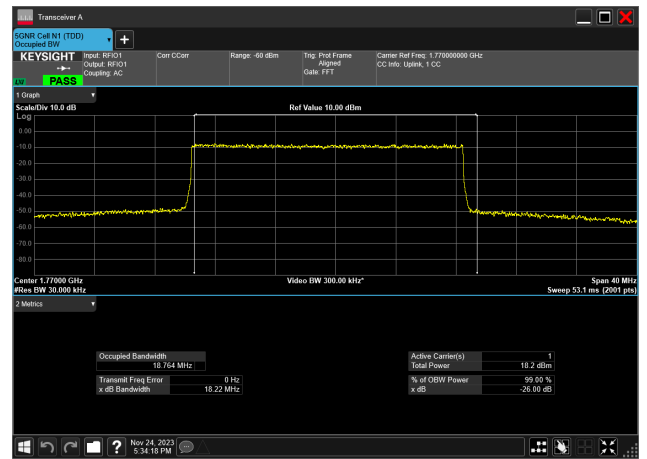 Transceiver A
5GNR Cell N1 (TDD)
Occupied BW
KEYSIGHT
Input: RFIO1
Output: RFIO1
Coupling: AC
Corr CCorr
Range: -60 dBm
Trig: Prot Frame
Aligned
Gate: FFT
Carrier Ref Freq: 1.770000000 GHz
CC Info: Uplink, 1 CC
LW PASS
1 Graph
Scale/Div 10.0 dB
Ref Value 10.00 dBm
Log
0.00
-10.0
-20.0
-30.0
-40.0
-50.0
-60.0
-70.0
-80.0
Center 1.77000 GHz
Video BW 300.00 kHz*
Span 40 MHz
#Res BW 30.000 kHz
Sweep 53.1 ms (2001 pts)
2 Metrics
Occupied Bandwidth
18.764 MHz
Transmit Freq Error 0 Hz
x dB Bandwidth 18.22 MHz
Active Carrier(s) 1
Total Power 18.2 dBm
% of OBW Power 99.00 %
x dB -26.00 dB
Nov 24, 2023
5:34:18 PM